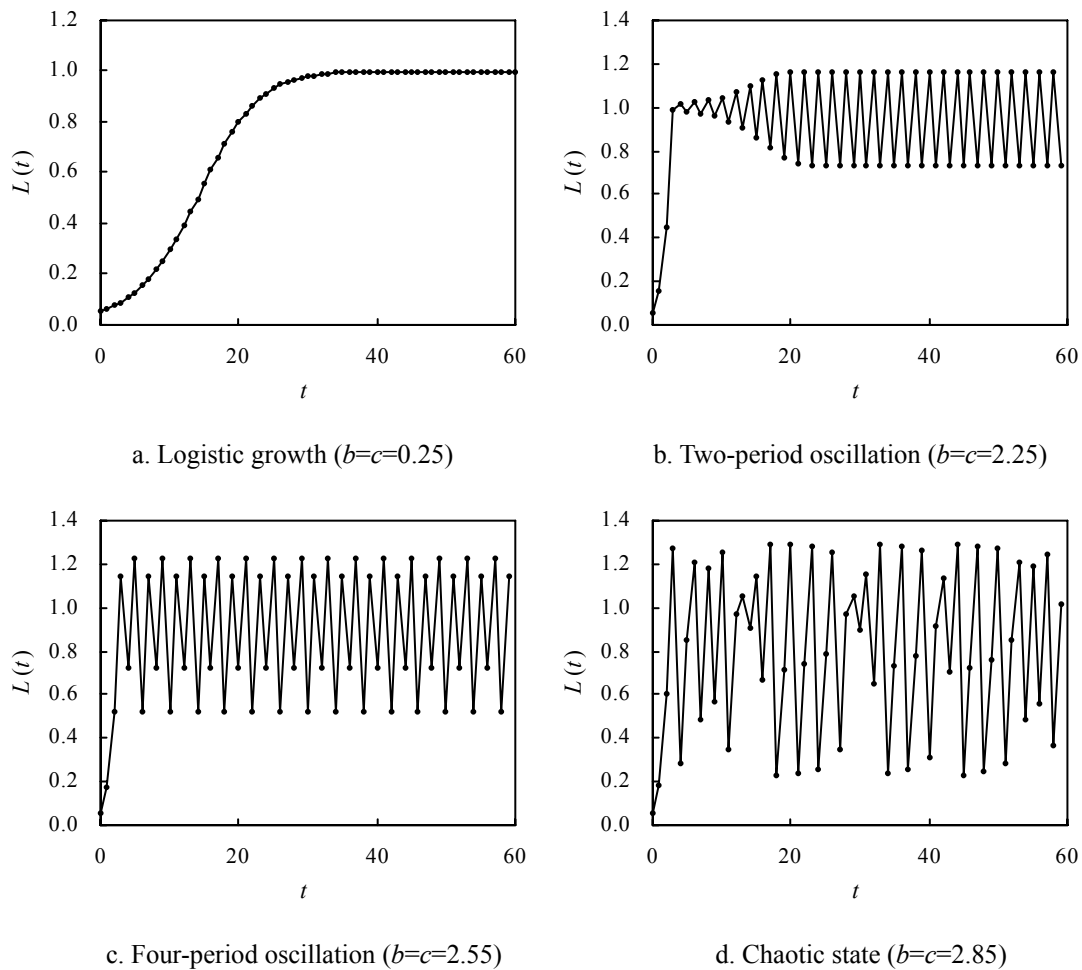 1.2
1.0
0.8
0.6
0.4
0.2
0.0
L (t)
0 20 40 60
t
a. Logistic growth (b=c=0.25)
1.4
1.2
1.0
0.8
0.6
0.4
0.2
0.0
L (t)
0 20 40 60
t
b. Two-period oscillation (b=c=2.25)
1.4
1.2
1.0
0.8
0.6
0.4
0.2
0.0
L (t)
0 20 40 60
t
c. Four-period oscillation (b=c=2.55)
1.4
1.2
1.0
0.8
0.6
0.4
0.2
0.0
L (t)
0 20 40 60
t
d. Chaotic state (b=c=2.85)